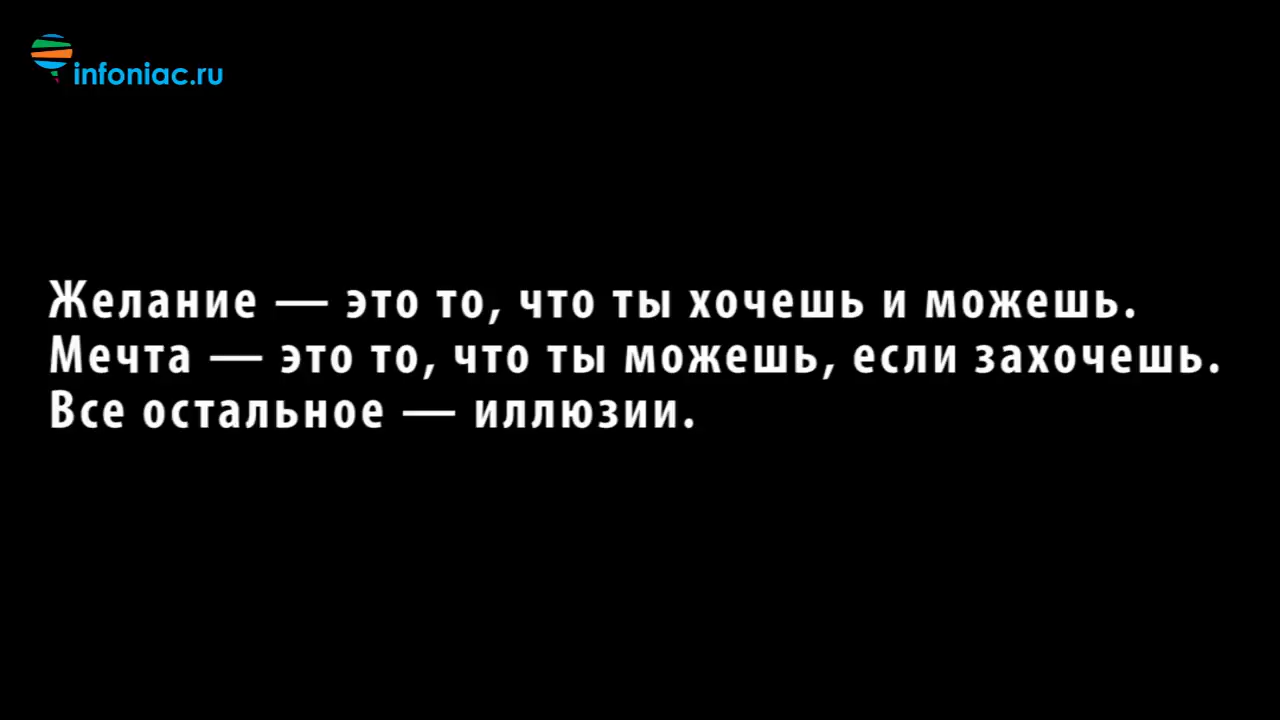 infoniac.ru
Желание — это то, что ты хочешь и можешь.
Мечта — это то, что ты можешь, если захочешь.
Все остальное — иллюзии.